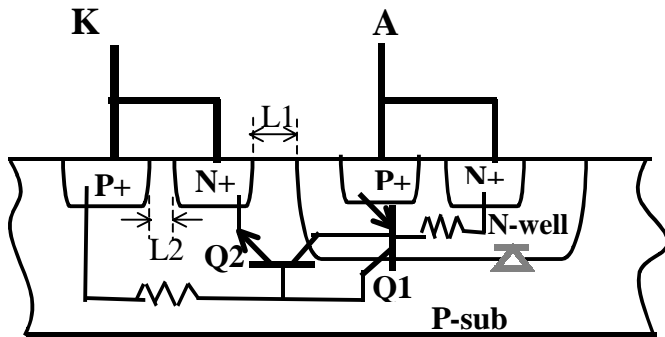 K A
L1
P+ N+ P+ N+
L2 Q2 N-well
Q1
P-sub